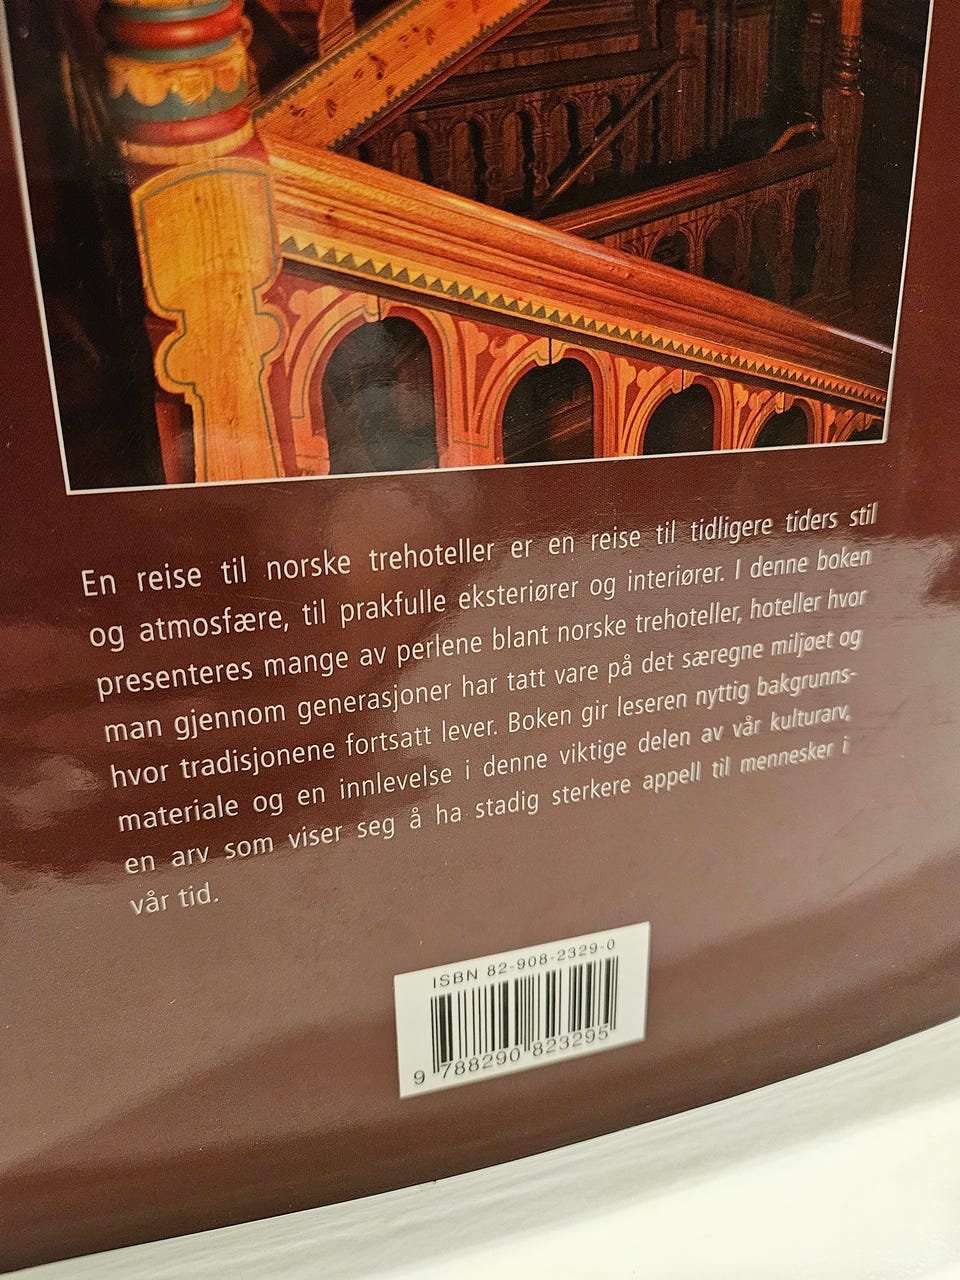 En reise til norske trehoteller er en reise til tidligere tiders stil
og atmosfære, til prakfulle eksteriører og interiører. I denne boken
presenteres mange av perlene blant norske trehoteller, hoteller hvor
man gjennom generasjoner har tatt vare på det særegne miljøet og
hvor tradisjonene fortsatt lever. Boken gir leseren nyttig bakgrunns-
materiale og en innlevelse i denne viktige delen av vår kulturarv,
en arv som viser seg å ha stadig sterkere appell til mennesker i
vår tid.
ISBN 82-908-2329-0
9 788290 823295